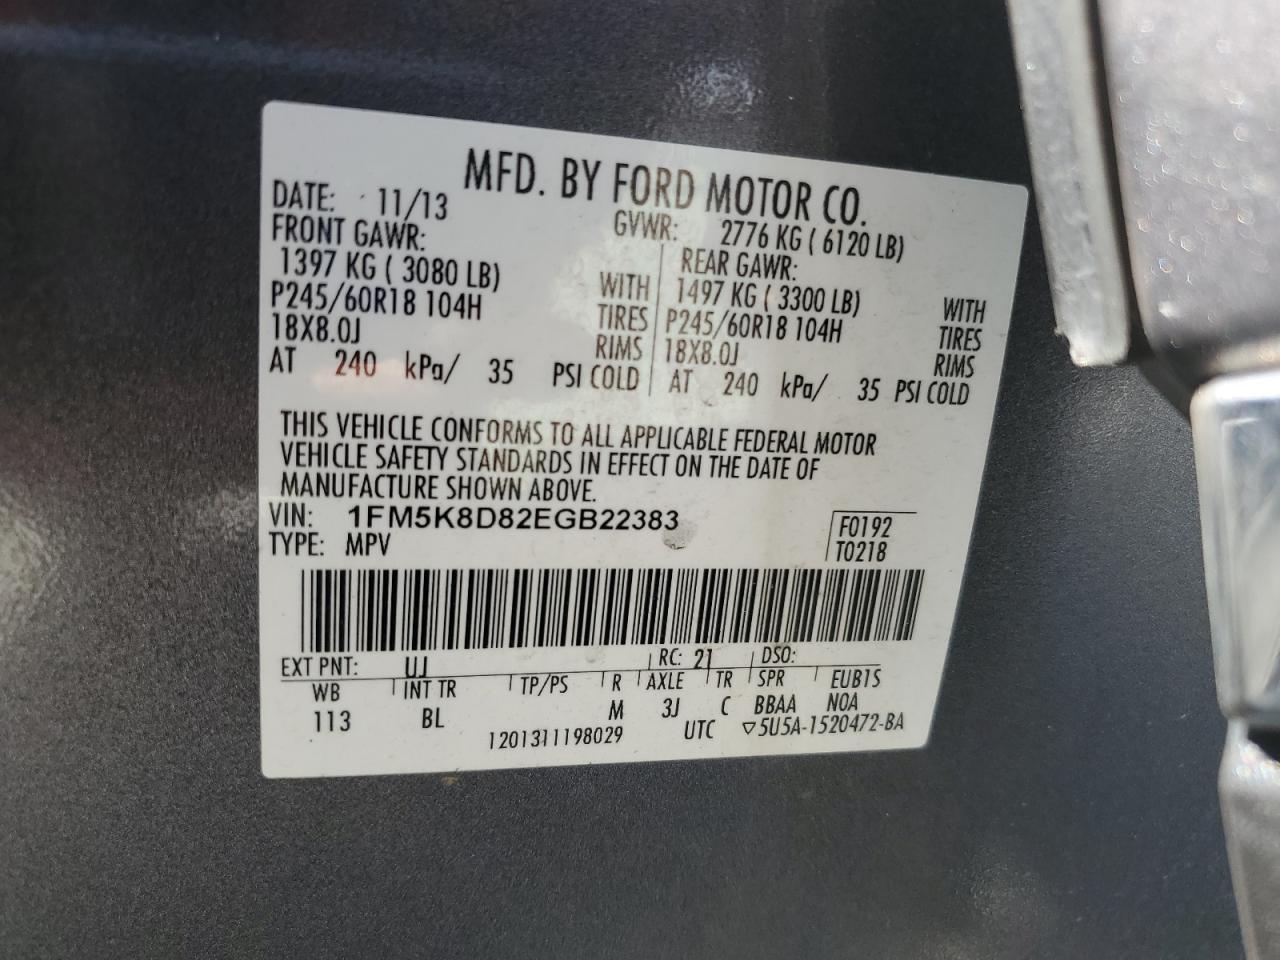 MFD. BY FORD MOTOR CO.
DATE: 11/13 GVWR: 2776 KG ( 6120 LB)
FRONT GAWR: REAR GAWR:
1397 KG ( 3080 LB) WITH 1497 KG ( 3300 LB) WITH
P245/60R18 104H TIRES P245/60R18 104H TIRES
18X8.0J RIMS 18X8.0J RIMS
AT 240 kPa/ 35 PSI COLD AT 240 kPa/ 35 PSI COLD
THIS VEHICLE CONFORMS TO ALL APPLICABLE FEDERAL MOTOR
VEHICLE SAFETY STANDARDS IN EFFECT ON THE DATE OF
MANUFACTURE SHOWN ABOVE.
VIN: 1FM5K8D82EGB22383 F0192
TYPE: MPV T0218
EXT PNT: UJ RC: 21 DSO:
WB INT TR TP/PS R AXLE TR SPR EUB1S
113 BL M 3J C BBAA N0A
1201311198029 UTC ▽5U5A-1520472-BA